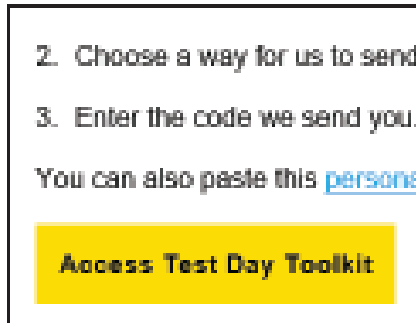 2. Choose a way for us to send
3. Enter the code we send you.
You can also paste this persona
Access Test Day Toolkit